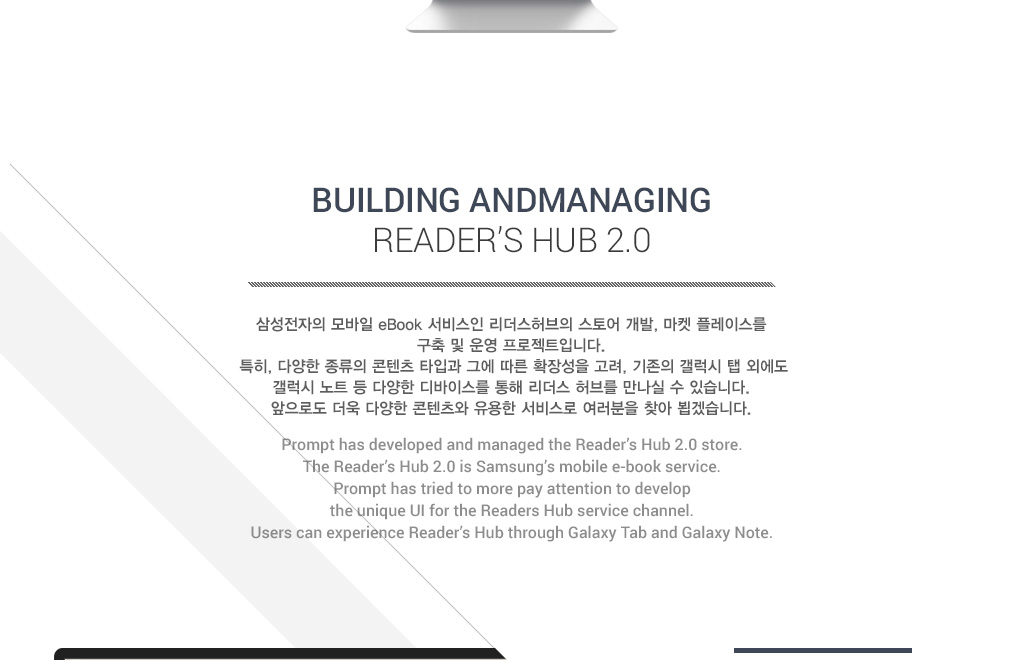 BUILDING ANDMANAGING
READER'S HUB 2.0
삼성전자의 모바일 eBook 서비스인 리더스허브의 스토어 개발, 마켓 플레이스를
구축 및 운영 프로젝트입니다.
특히, 다양한 종류의 콘텐츠 타입과 그에 따른 확장성을 고려, 기존의 갤럭시 탭 외에도
갤럭시 노트 등 다양한 디바이스를 통해 리더스 허브를 만나실 수 있습니다.
앞으로도 더욱 다양한 콘텐츠와 유용한 서비스로 여러분을 찾아 뵙겠습니다.
Prompt has developed and managed the Reader's Hub 2.0 store.
The Reader's Hub 2.0 is Samsung's mobile e-book service.
Prompt has tried to more pay attention to develop
the unique UI for the Readers Hub service channel.
Users can experience Reader's Hub through Galaxy Tab and Galaxy Note.